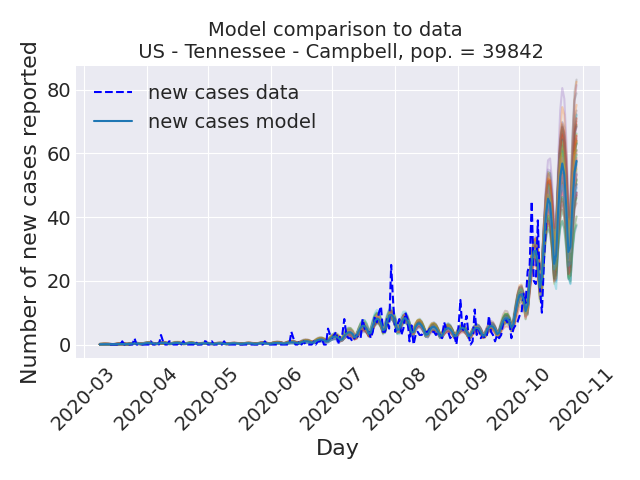 Model comparison to data
US - Tennessee - Campbell, pop. = 39842
Number of new cases reported
80
60
40
20
0
new cases data
new cases model
2020-03
2020-04
2020-05
2020-06
2020-07
2020-08
2020-09
2020-10
2020-11
Day